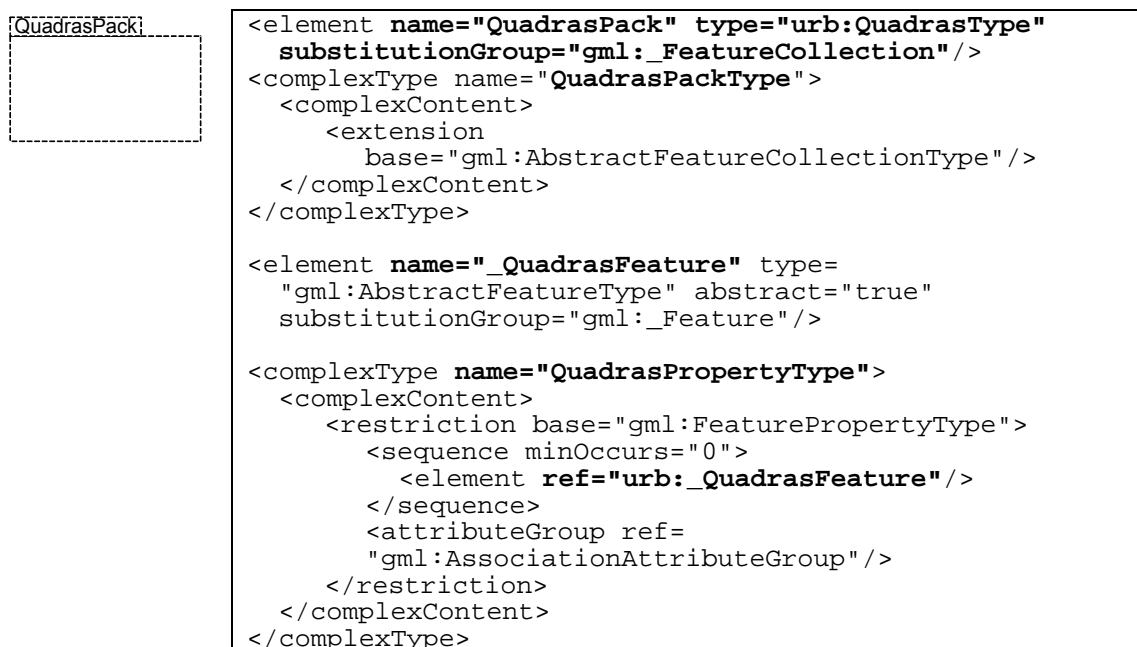 QuadrasPack
<element name="QuadrasPack" type="urb:QuadrasType"
substitutionGroup="gml:_FeatureCollection"/>
<complexType name="QuadrasPackType">
<complexContent>
<extension
base="gml:AbstractFeatureCollectionType"/>
</complexContent>
</complexType>
<element name="_QuadrasFeature" type=
"gml:AbstractFeatureType" abstract="true"
substitutionGroup="gml:_Feature"/>
<complexType name="QuadrasPropertyType">
<complexContent>
<restriction base="gml:FeaturePropertyType">
<sequence minOccurs="0">
<element ref="urb:_QuadrasFeature"/>
</sequence>
<attributeGroup ref=
"gml:AssociationAttributeGroup"/>
</restriction>
</complexContent>
</complexType>